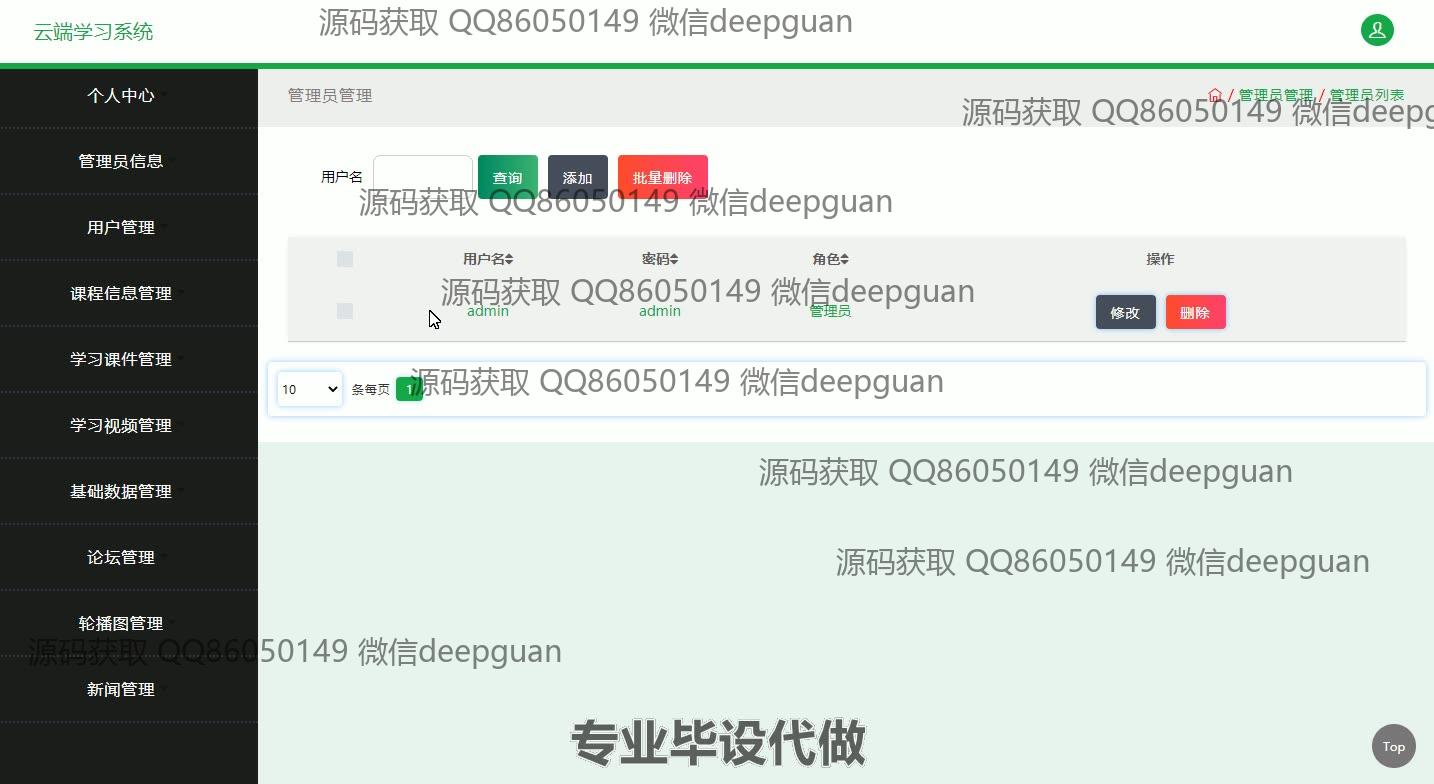 云端学习系统
源码获取 QQ86050149 微信deepguan
个人中心
管理员信息
用户管理
课程信息管理
学习课件管理
学习视频管理
基础数据管理
论坛管理
轮播图管理
新闻管理
管理员管理
/ 管理员管理 / 管理员列表
源码获取 QQ86050149 微信deepg
用户名 查询 添加 批量删除
源码获取 QQ86050149 微信deepguan
用户名 密码 角色 操作
源码获取 QQ86050149 微信deepguan
admin admin 管理员 修改 删除
10 条每页 1
源码获取 QQ86050149 微信deepguan
源码获取 QQ86050149 微信deepguan
源码获取 QQ86050149 微信deepguan
源码获取 QQ86050149 微信deepguan
专业毕设代做
Top